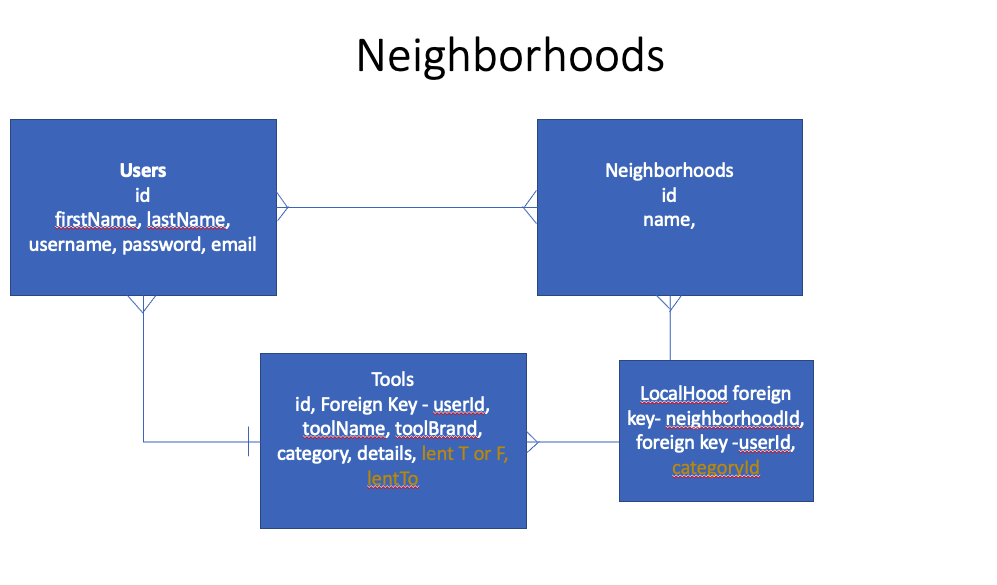 Neighborhoods
Users
id
firstName, lastName,
username, password, email
Neighborhoods
id
name,
Tools
id, Foreign Key - userId,
toolName, toolBrand,
category, details, lent T or F,
lentTo
LocalHood foreign
key- neighborhoodId,
foreign key -userId,
categoryId